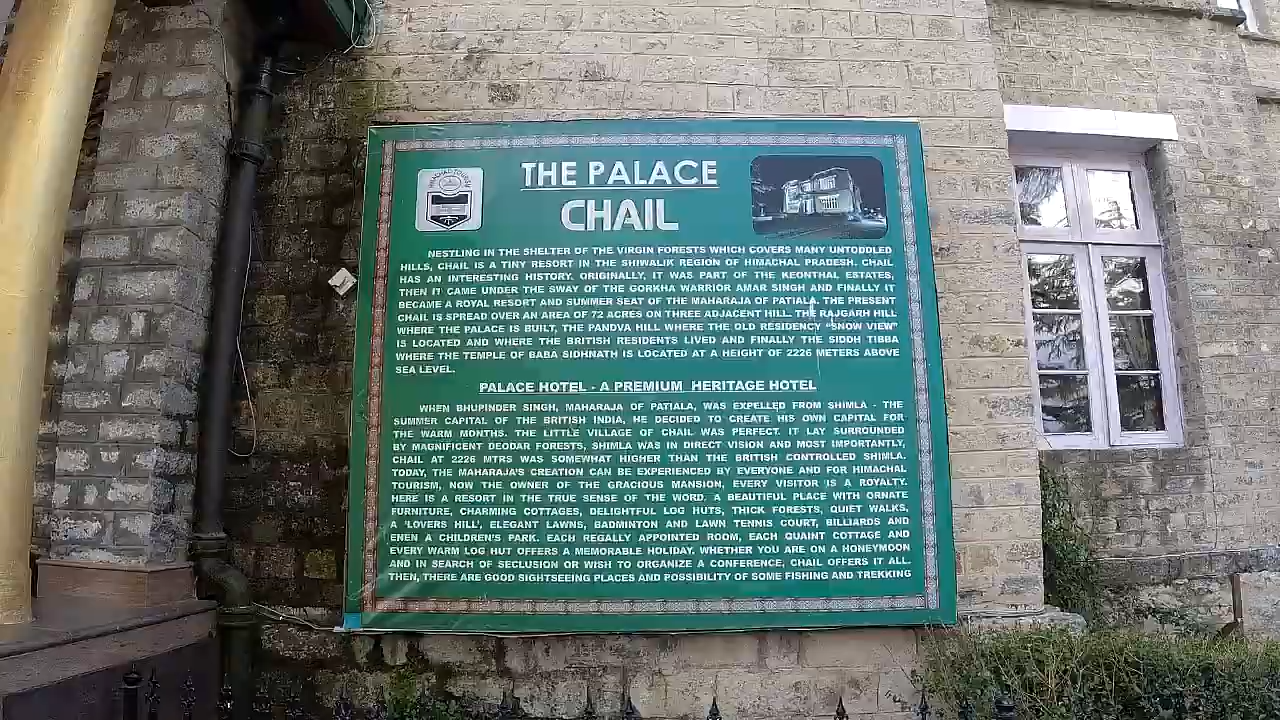 THE PALACE
CHAIL
NESTLING IN THE SHELTER OF THE VIRGIN FORESTS WHICH COVERS MANY UNTODDLED
HILLS, CHAIL IS A TINY RESORT IN THE SHIWALIK REGION OF HIMACHAL PRADESH. CHAIL
HAS AN INTERESTING HISTORY. ORIGINALLY, IT WAS PART OF THE KEONTHAL ESTATES,
THEN IT CAME UNDER THE SWAY OF THE GORKHA WARRIOR AMAR SINGH AND FINALLY IT
BECAME A ROYAL RESORT AND SUMMER SEAT OF THE MAHARAJA OF PATIALA. THE PRESENT
CHAIL IS SPREAD OVER AN AREA OF 72 ACRES ON THREE ADJACENT HILL. THE RAJGARH HILL
WHERE THE PALACE IS BUILT, THE PANDVA HILL WHERE THE OLD RESIDENCY "SNOW VIEW"
IS LOCATED AND WHERE THE BRITISH RESIDENTS LIVED AND FINALLY THE SIDDH TIBBA
WHERE THE TEMPLE OF BABA SIDHNATH IS LOCATED AT A HEIGHT OF 2226 METERS ABOVE
SEA LEVEL.
PALACE HOTEL - A PREMIUM HERITAGE HOTEL
WHEN BHUPINDER SINGH, MAHARAJA OF PATIALA, WAS EXPELLED FROM SHIMLA - THE
SUMMER CAPITAL OF THE BRITISH INDIA, HE DECIDED TO CREATE HIS OWN CAPITAL FOR
THE WARM MONTHS. THE LITTLE VILLAGE OF CHAIL WAS PERFECT. IT LAY SURROUNDED
BY MAGNIFICENT DEODAR FORESTS, SHIMLA WAS IN DIRECT VISION AND MOST IMPORTANTLY,
CHAIL AT 2226 MTRS WAS SOMEWHAT HIGHER THAN THE BRITISH CONTROLLED SHIMLA.
TODAY, THE MAHARAJA'S CREATION CAN BE EXPERIENCED BY EVERYONE AND FOR HIMACHAL
TOURISM, NOW THE OWNER OF THE GRACIOUS MANSION, EVERY VISITOR IS A ROYALTY.
HERE IS A RESORT IN THE TRUE SENSE OF THE WORD. A BEAUTIFUL PLACE WITH ORNATE
FURNITURE, CHARMING COTTAGES, DELIGHTFUL LOG HUTS, THICK FORESTS, QUIET WALKS,
A 'LOVERS HILL', ELEGANT LAWNS, BADMINTON AND LAWN TENNIS COURT, BILLIARDS AND
ENEN A CHILDREN'S PARK. EACH REGALLY APPOINTED ROOM, EACH QUAINT COTTAGE AND
EVERY WARM LOG HUT OFFERS A MEMORABLE HOLIDAY. WHETHER YOU ARE ON A HONEYMOON
AND IN SEARCH OF SECLUSION OR WISH TO ORGANIZE A CONFERENCE, CHAIL OFFERS IT ALL.
THEN, THERE ARE GOOD SIGHTSEEING PLACES AND POSSIBILITY OF SOME FISHING AND TREKKING